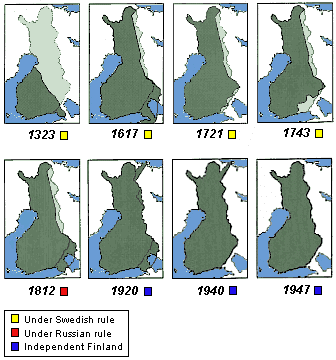 1323 1617 1721 1743
1812 1920 1940 1947
Under Swedish rule
Under Russian rule
Independent Finland